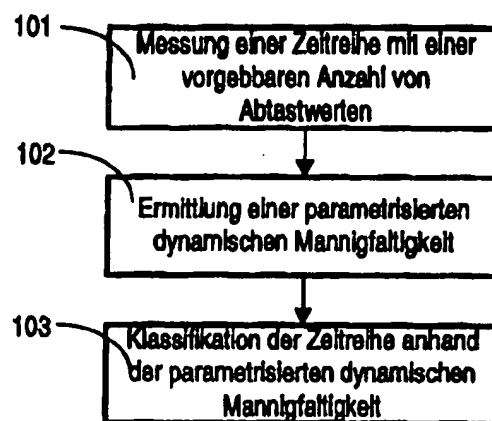 101
Messung einer Zeitreihe mit einer
vorgebbaren Anzahl von
Abtastwerten
102
Ermittlung einer parametrisierten
dynamischen Mannigfaltigkeit
103
Klassifikation der Zeitreihe anhand
der parametrisierten dynamischen
Mannigfaltigkeit